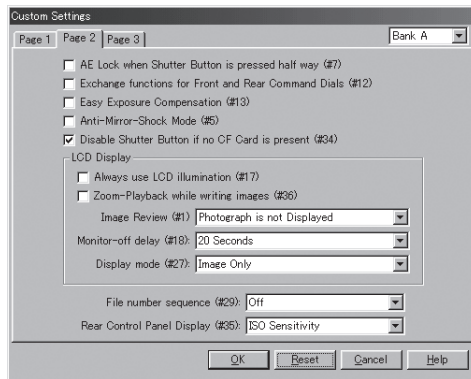 Custom Settings
Page 1 Page 2 Page 3 Bank A
AE Lock when Shutter Button is pressed half way (#7)
Exchange functions for Front and Rear Command Dials (#12)
Easy Exposure Compensation (#13)
Anti-Mirror-Shock Mode (#5)
Disable Shutter Button if no CF Card is present (#34)
LCD Display
Always use LCD illumination (#17)
Zoom-Playback while writing images (#36)
Image Review (#1) Photograph is not Displayed
Monitor-off delay (#18): 20 Seconds
Display mode (#27): Image Only
File number sequence (#29): Off
Rear Control Panel Display (#35): ISO Sensitivity
OK Reset Cancel Help